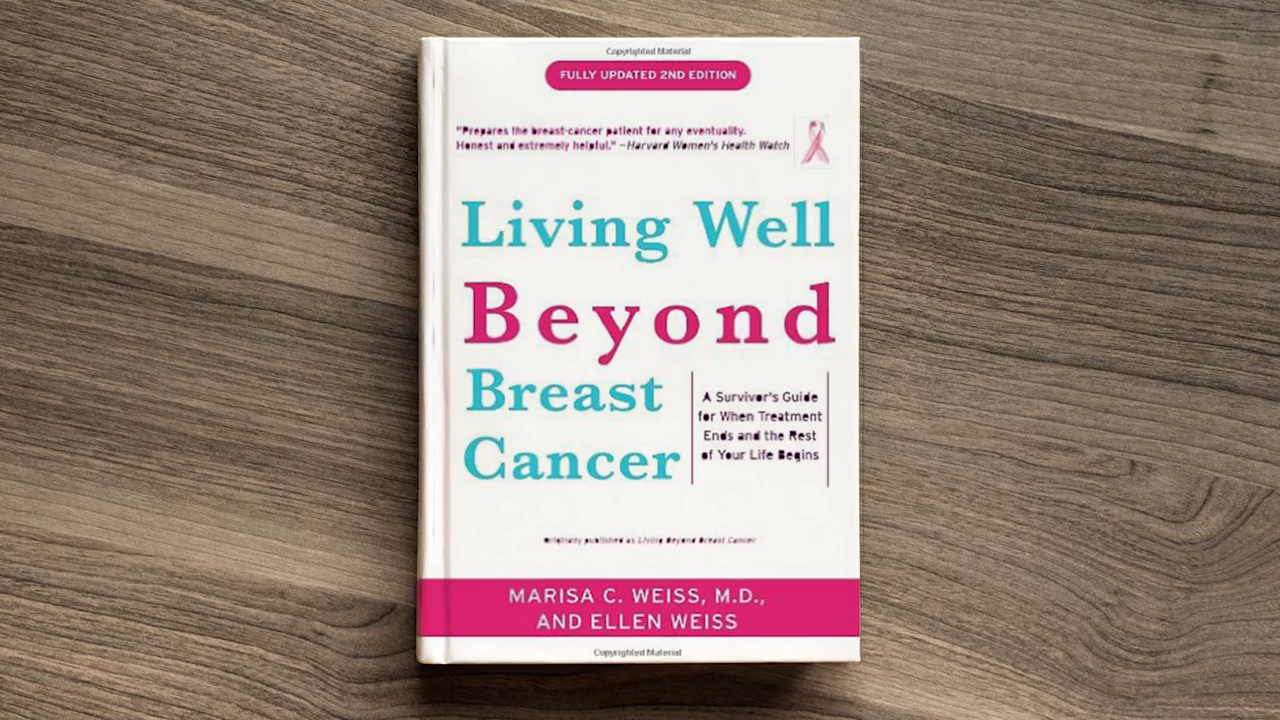 Copyrighted Material
FULLY UPDATED 2ND EDITION
"Prepares the breast-cancer patient for any eventuality.
Honest and extremely helpful." —Harvard Women's Health Watch
Living Well
Beyond
Breast
Cancer
A Survivor's Guide
for When Treatment
Ends and the Rest
of Your Life Begins
Originally published as Living Beyond Breast Cancer
MARISA C. WEISS, M.D.,
AND ELLEN WEISS
Copyrighted Material